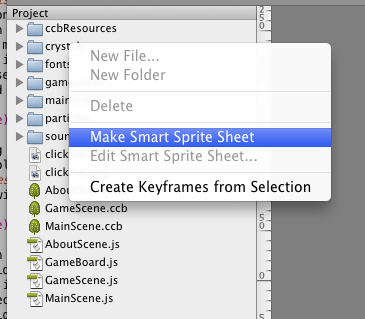 Project
ccbResources
crysta
New File...
fonts
New Folder
gam
main
Delete
parti
soun
Make Smart Sprite Sheet
click
Edit Smart Sprite Sheet...
click
Abou
Create Keyframes from Selection
GameScene.ccb
MainScene.ccb
AboutScene.js
GameBoard.js
GameScene.js
MainScene.js